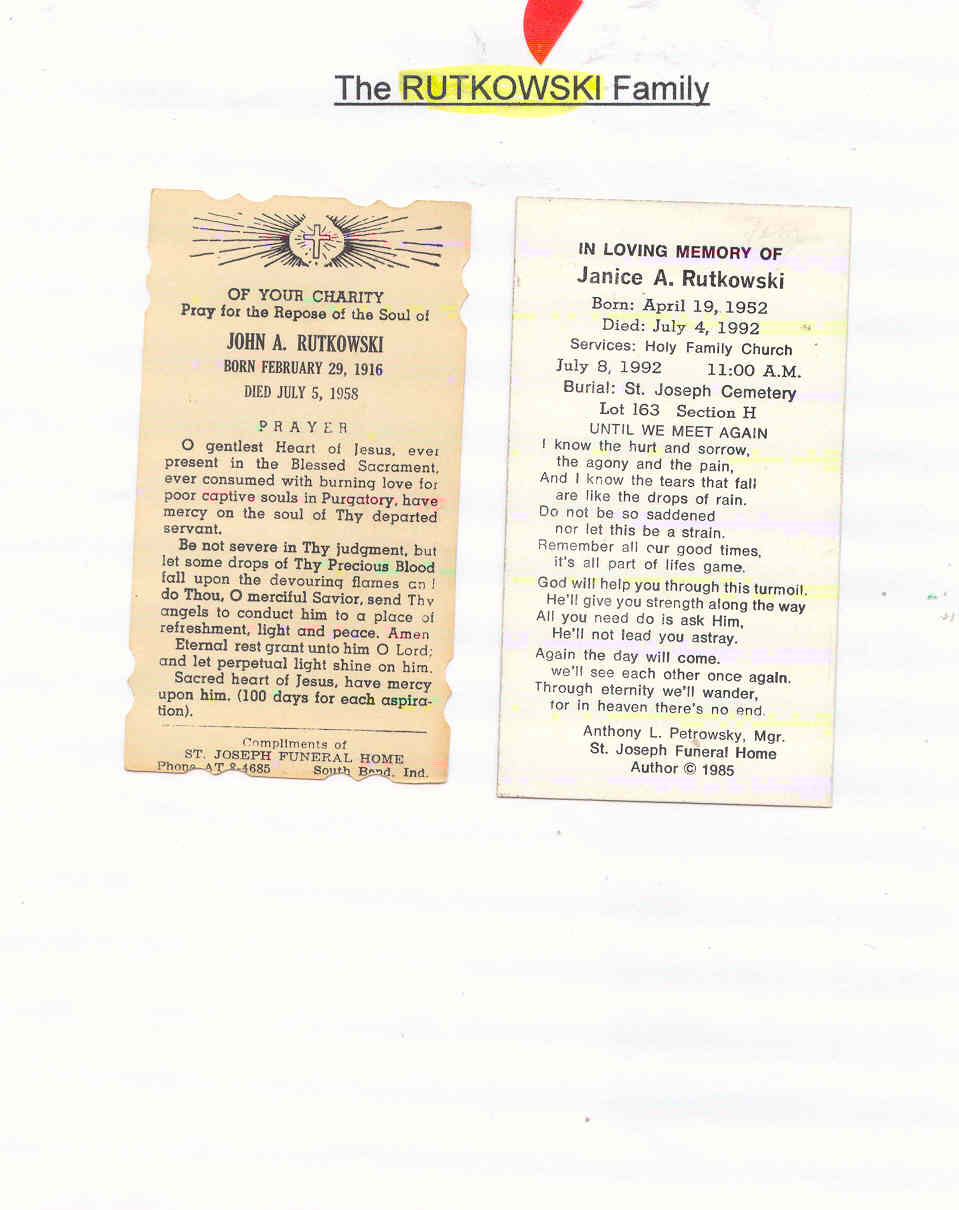 The RUTKOWSKI Family
OF YOUR CHARITY
Pray for the Repose of the Soul of
JOHN A. RUTKOWSKI
BORN FEBRUARY 29, 1916
DIED JULY 5, 1958
PRAYER
O gentlest Heart of Jesus, ever
present in the Blessed Sacrament,
ever consumed with burning love for
poor captive souls in Purgatory, have
mercy on the soul of Thy departed
servant.
Be not severe in Thy judgment, but
let some drops of Thy Precious Blood
fall upon the devouring flames and
do Thou, O merciful Savior, send Thy
angels to conduct him to a place of
refreshment, light and peace. Amen
Eternal rest grant unto him O Lord;
and let perpetual light shine on him.
Sacred heart of Jesus, have mercy
upon him. (100 days for each aspira-
tion).
Compliments of
ST. JOSEPH FUNERAL HOME
Phone AT 8-4685 South Bend, Ind.
IN LOVING MEMORY OF
Janice A. Rutkowski
Born: April 19, 1952
Died: July 4, 1992
Services: Holy Family Church
July 8, 1992 11:00 A.M.
Burial: St. Joseph Cemetery
Lot 163 Section H
UNTIL WE MEET AGAIN
I know the hurt and sorrow,
the agony and the pain,
And I know the tears that fall
are like the drops of rain.
Do not be so saddened
nor let this be a strain.
Remember all our good times,
it's all part of lifes game.
God will help you through this turmoil.
He'll give you strength along the way
All you need do is ask Him,
He'll not lead you astray.
Again the day will come.
we'll see each other once again.
Through eternity we'll wander,
for in heaven there's no end.
Anthony L. Petrowsky, Mgr.
St. Joseph Funeral Home
Author © 1985